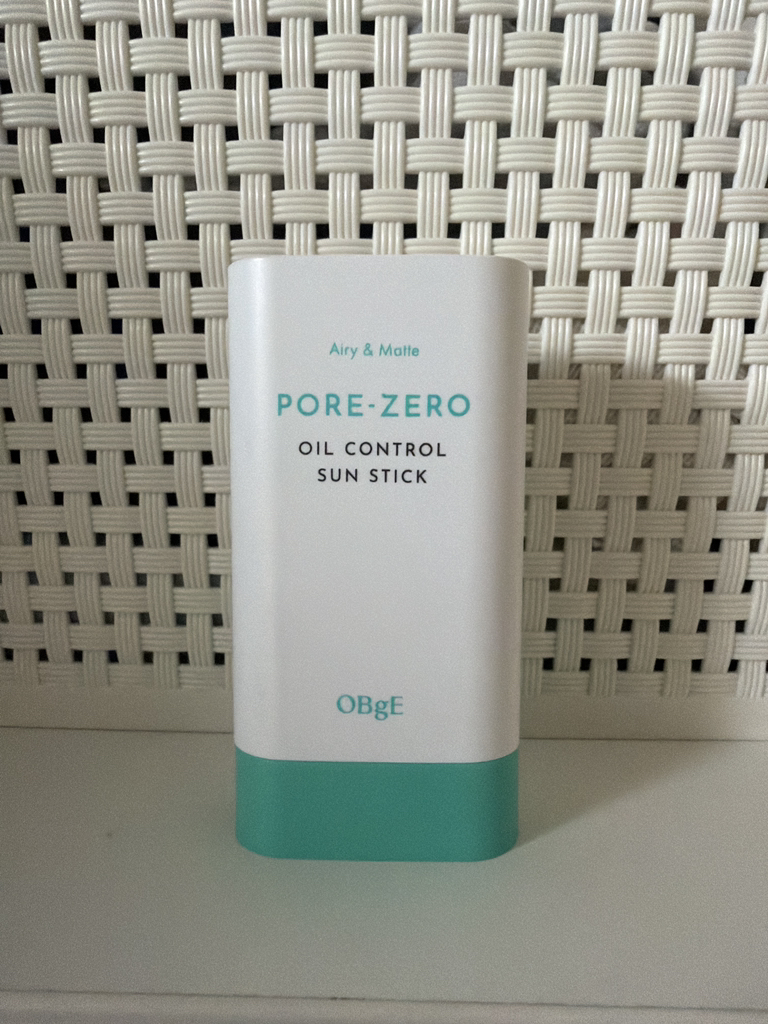 Airy & Matte
PORE-ZERO
OIL CONTROL
SUN STICK
OBgE